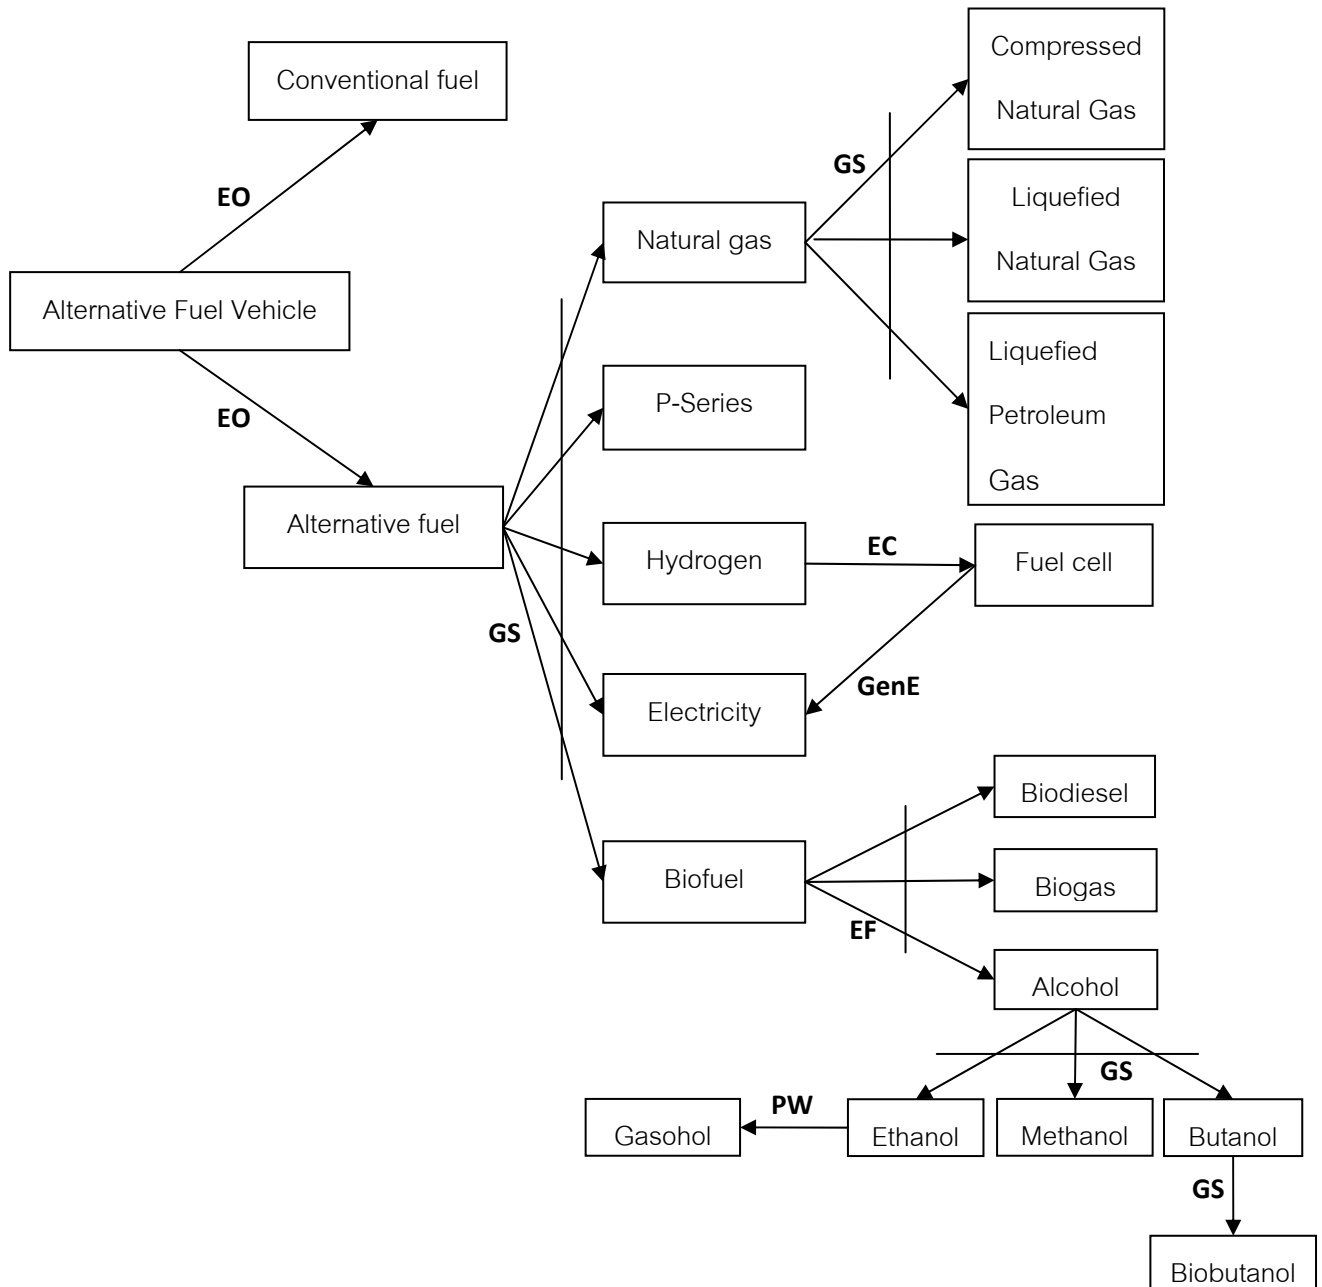 Compressed
Natural Gas
Conventional fuel
GS
EO
Liquefied
Natural Gas
Natural gas
Alternative Fuel Vehicle
Liquefied
Petroleum
Gas
P-Series
EO
Alternative fuel
EC
Hydrogen
Fuel cell
GS
GenE
Electricity
Biodiesel
Biofuel
Biogas
EF
Alcohol
GS
PW
Gasohol
Ethanol
Methanol
Butanol
GS
Biobutanol